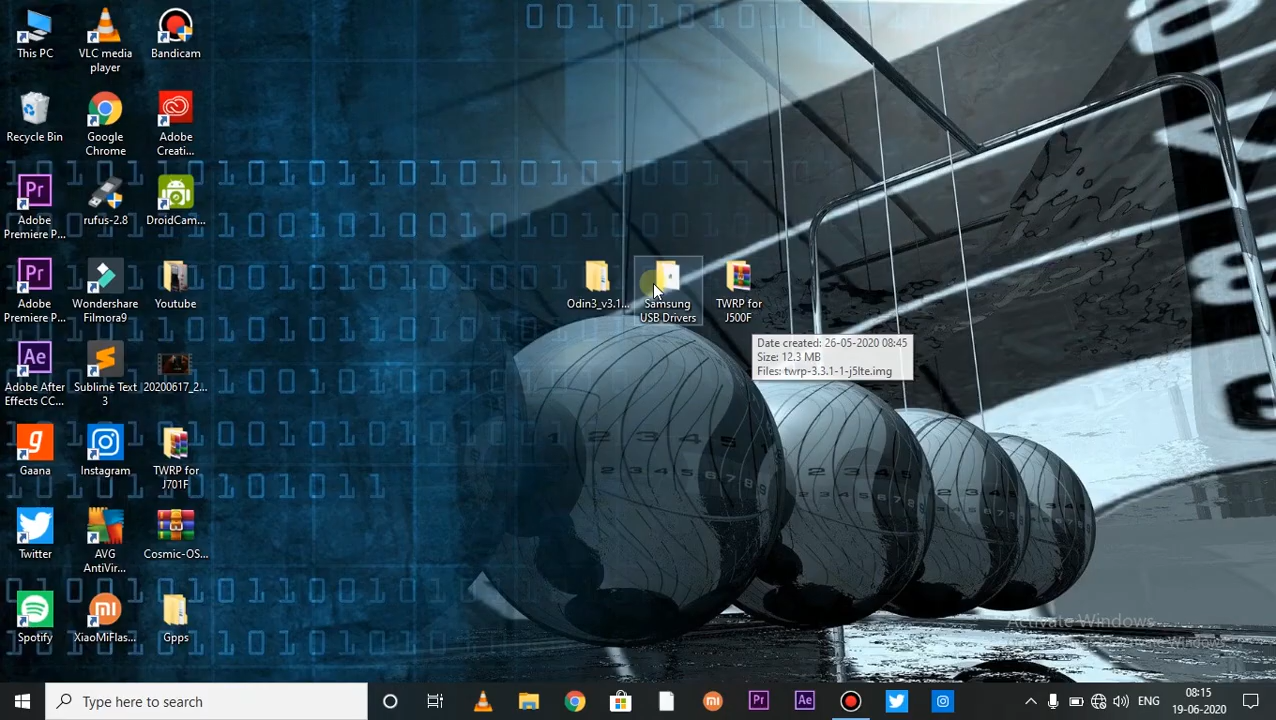 This PC
VLC media
player
Bandicam
Recycle Bin
Google
Chrome
Adobe
Creati...
Adobe
Premiere P...
rufus-2.8
DroidCam...
Adobe
Premiere P...
Wondershare
Filmora9
Youtube
Adobe After
Effects CC...
Sublime Text
3
20200617_2...
Gaana
Instagram
TWRP for
J701F
Twitter
AVG
AntiVir...
Cosmic-OS...
Spotify
XiaoMiFlas...
Gpps
Odin3_v3.1...
Samsung
USB Drivers
TWRP for
J500F
Date created: 26-05-2020 08:45
Size: 12.3 MB
Files: twrp-3.3.1-1-j5lte.img
Activate Windows
Type here to search
ENG
08:15
19-06-2020